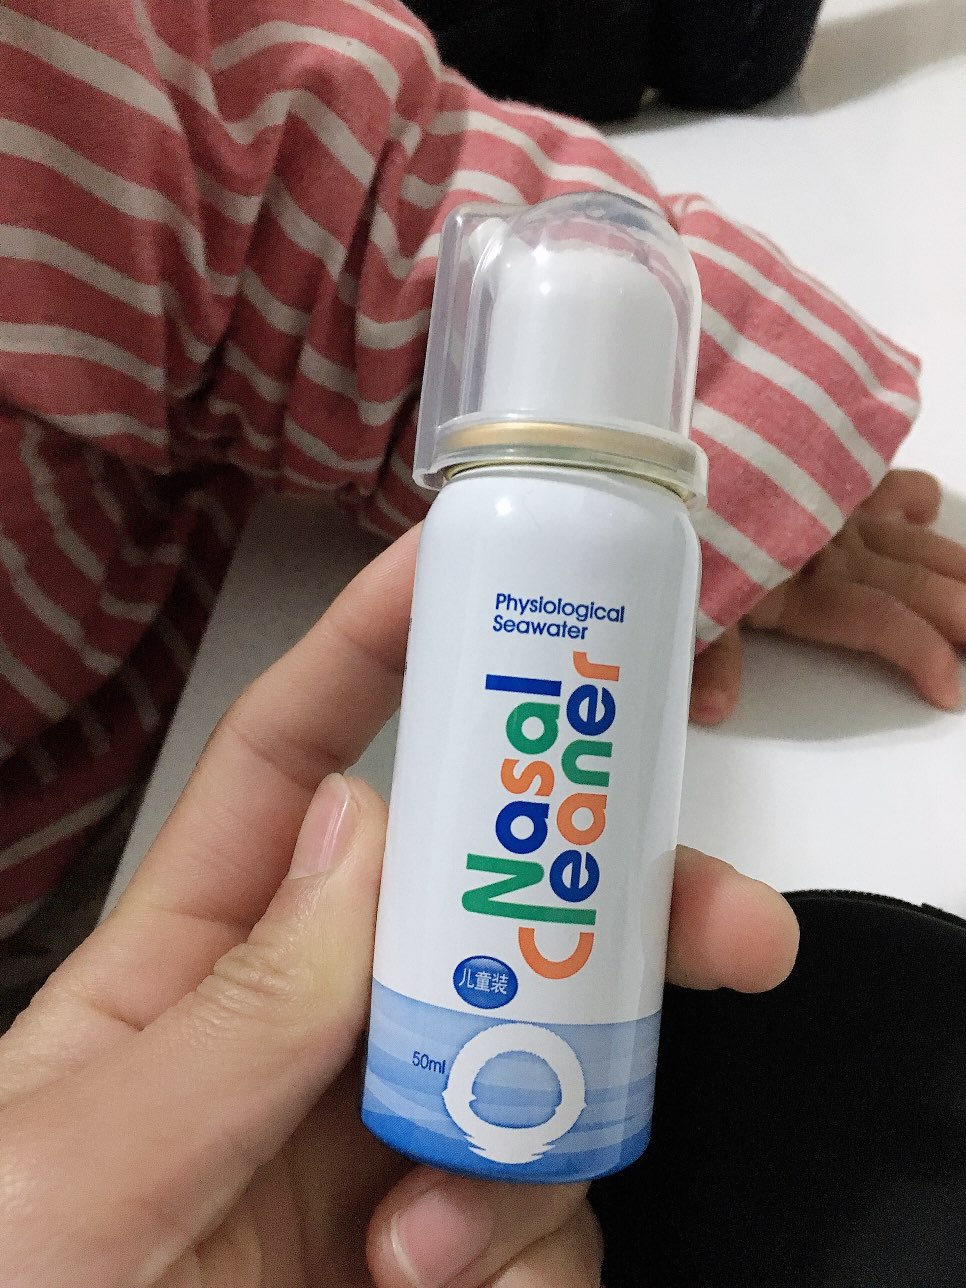 Physiological
Seawater
Nasal
Cleaner
儿童装
50ml